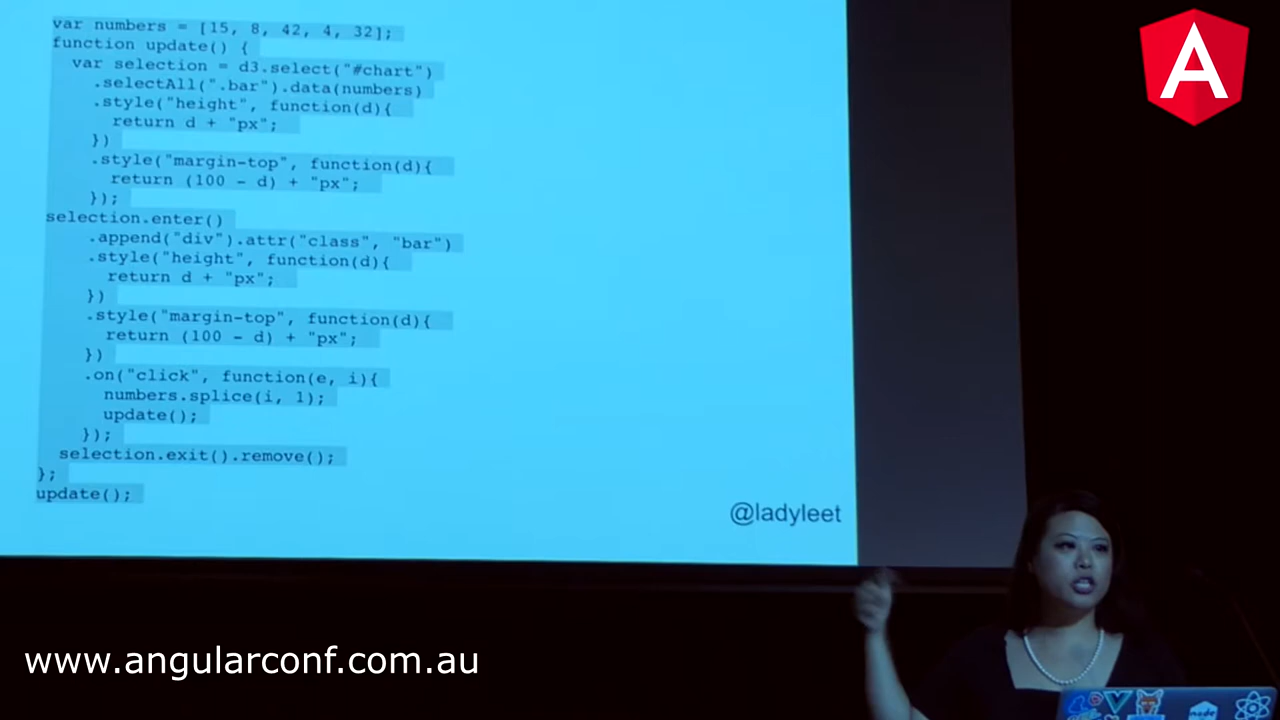 var numbers = [15, 8, 42, 4, 32];
function update() {
var selection = d3.select("#chart")
.selectAll(".bar").data(numbers)
.style("height", function(d){
return d + "px";
})
.style("margin-top", function(d){
return (100 - d) + "px";
});
selection.enter()
.append("div").attr("class", "bar")
.style("height", function(d){
return d + "px";
})
.style("margin-top", function(d){
return (100 - d) + "px";
})
.on("click", function(e, i){
numbers.splice(i, 1);
update();
});
selection.exit().remove();
};
update();
@ladyleet
A
www.angularconf.com.au
node